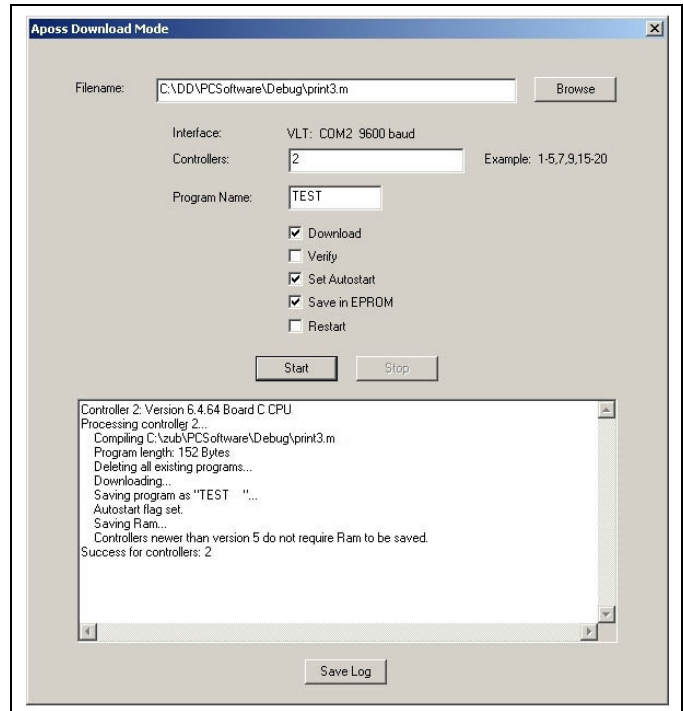 Aposs Download Mode
Filename: C:\DD\PCSoftware\Debug\print3.m Browse
Interface: VLT: COM2 9600 baud
Controllers: 2 Example: 1-5,7,9,15-20
Program Name: TEST
Download
Verify
Set Autostart
Save in EPROM
Restart
Start Stop
Controller 2: Version 6.4.64 Board C CPU
Processing controller 2...
Compiling C:\zub\PCSoftware\Debug\print3.m
Program length: 152 Bytes
Deleting all existing programs...
Downloading...
Saving program as "TEST    "...
Autostart flag set.
Saving Ram...
Controllers newer than version 5 do not require Ram to be saved.
Success for controllers: 2
Save Log